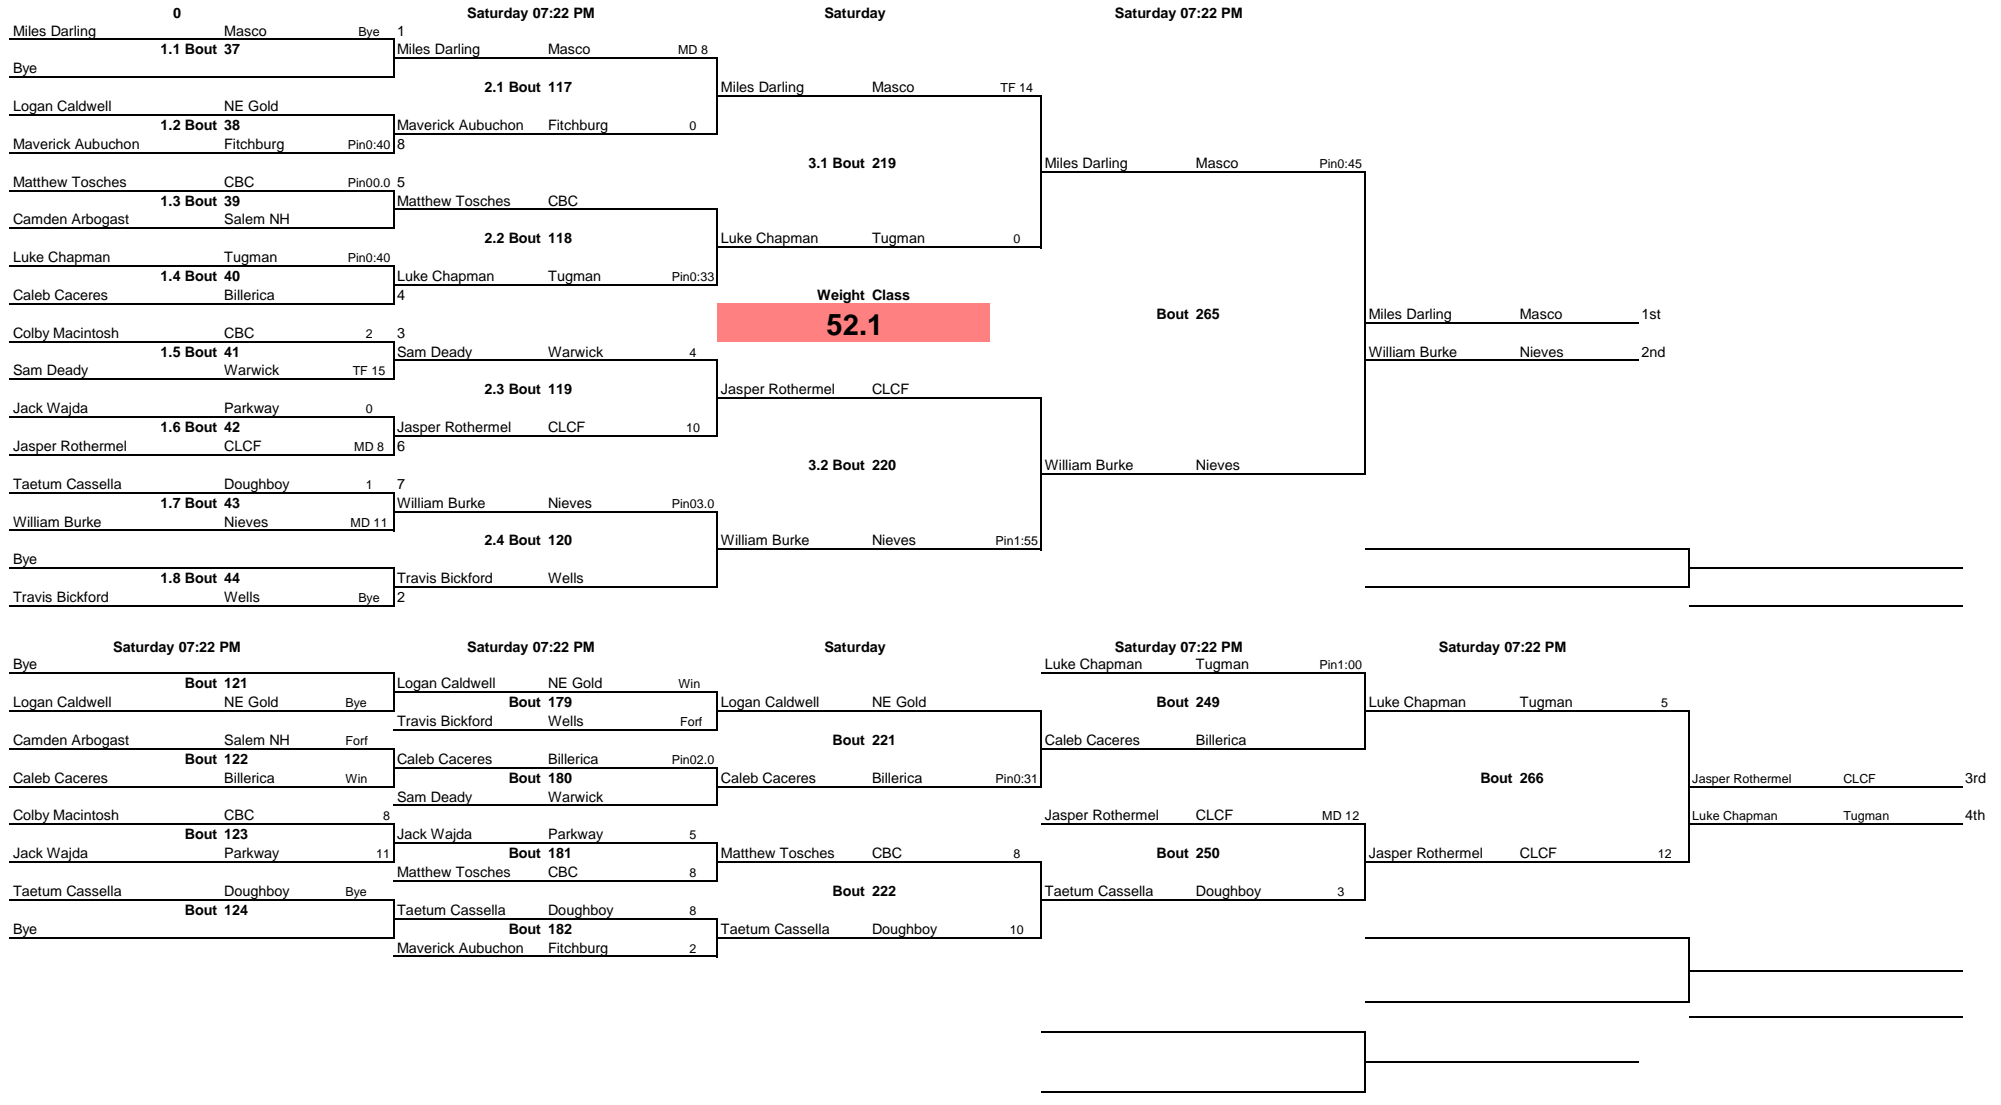 0 Saturday 07:22 PM Saturday Saturday 07:22 PM
Miles Darling Masco Bye 1
1.1 Bout 37 Miles Darling Masco MD 8
Bye
2.1 Bout 117 Miles Darling Masco TF 14
Logan Caldwell NE Gold
1.2 Bout 38 Maverick Aubuchon Fitchburg 0
Maverick Aubuchon Fitchburg Pin0:40 8
3.1 Bout 219 Miles Darling Masco Pin0:45
Matthew Tosches CBC Pin00.0 5
1.3 Bout 39 Matthew Tosches CBC
Camden Arbogast Salem NH
2.2 Bout 118 Luke Chapman Tugman 0
Luke Chapman Tugman Pin0:40
1.4 Bout 40 Luke Chapman Tugman Pin0:33
Caleb Caceres Billerica 4 Weight Class
52.1 Bout 265 Miles Darling Masco 1st
Colby Macintosh CBC 2 3
1.5 Bout 41 Sam Deady Warwick 4 William Burke Nieves 2nd
Sam Deady Warwick TF 15
2.3 Bout 119 Jasper Rothermel CLCF
Jack Wajda Parkway 0
1.6 Bout 42 Jasper Rothermel CLCF 10
Jasper Rothermel CLCF MD 8 6
3.2 Bout 220 William Burke Nieves
Taetum Cassella Doughboy 1 7
1.7 Bout 43 William Burke Nieves Pin03.0
William Burke Nieves MD 11
2.4 Bout 120 William Burke Nieves Pin1:55
Bye
1.8 Bout 44 Travis Bickford Wells
Travis Bickford Wells Bye 2
Saturday 07:22 PM Saturday 07:22 PM Saturday Saturday 07:22 PM Saturday 07:22 PM
Bye Luke Chapman Tugman Pin1:00
Bout 121 Logan Caldwell NE Gold Win
Logan Caldwell NE Gold Bye Bout 179 Logan Caldwell NE Gold Bout 249 Luke Chapman Tugman 5
Travis Bickford Wells Forf
Camden Arbogast Salem NH Forf Bout 221 Caleb Caceres Billerica
Bout 122 Caleb Caceres Billerica Pin02.0
Caleb Caceres Billerica Win Bout 180 Caleb Caceres Billerica Pin0:31 Bout 266 Jasper Rothermel CLCF 3rd
Sam Deady Warwick
Colby Macintosh CBC 8 Jasper Rothermel CLCF MD 12 Luke Chapman Tugman 4th
Bout 123 Jack Wajda Parkway 5
Jack Wajda Parkway 11 Bout 181 Matthew Tosches CBC 8 Bout 250 Jasper Rothermel CLCF 12
Matthew Tosches CBC 8
Taetum Cassella Doughboy Bye Bout 222 Taetum Cassella Doughboy 3
Bout 124 Taetum Cassella Doughboy 8
Bye Bout 182 Taetum Cassella Doughboy 10
Maverick Aubuchon Fitchburg 2